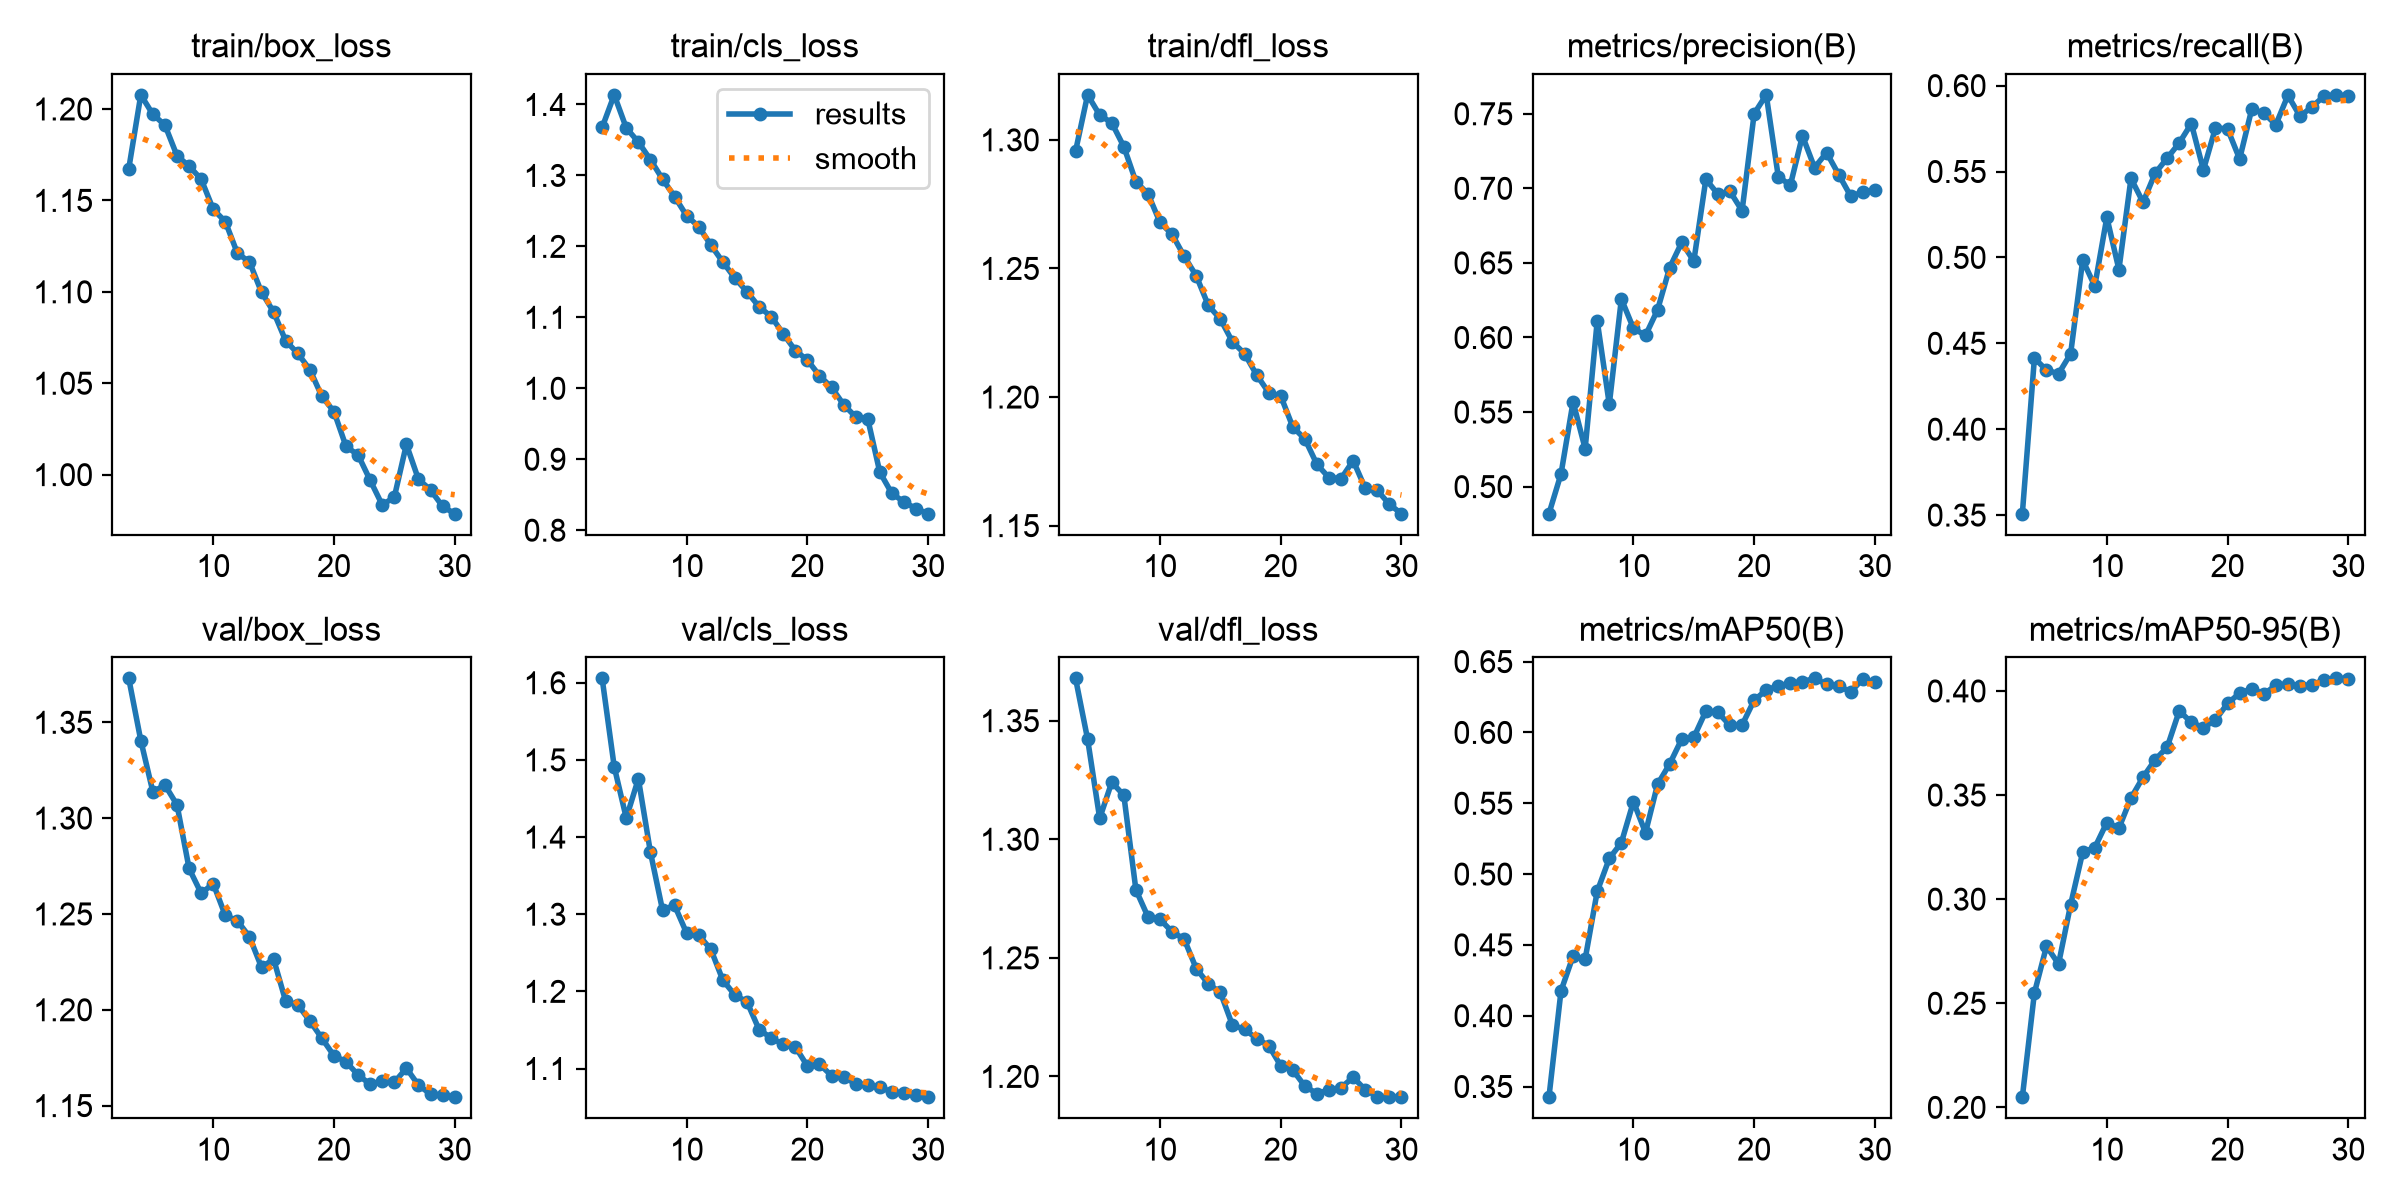 train/box_loss
1.20
1.15
1.10
1.05
1.00
10 20 30
train/cls_loss
1.4
1.3
1.2
1.1
1.0
0.9
0.8
10 20 30
results
smooth
train/dfl_loss
1.30
1.25
1.20
1.15
10 20 30
metrics/precision(B)
0.75
0.70
0.65
0.60
0.55
0.50
10 20 30
metrics/recall(B)
0.60
0.55
0.50
0.45
0.40
0.35
10 20 30
val/box_loss
1.35
1.30
1.25
1.20
1.15
10 20 30
val/cls_loss
1.6
1.5
1.4
1.3
1.2
1.1
10 20 30
val/dfl_loss
1.35
1.30
1.25
1.20
10 20 30
metrics/mAP50(B)
0.65
0.60
0.55
0.50
0.45
0.40
0.35
10 20 30
metrics/mAP50-95(B)
0.40
0.35
0.30
0.25
0.20
10 20 30